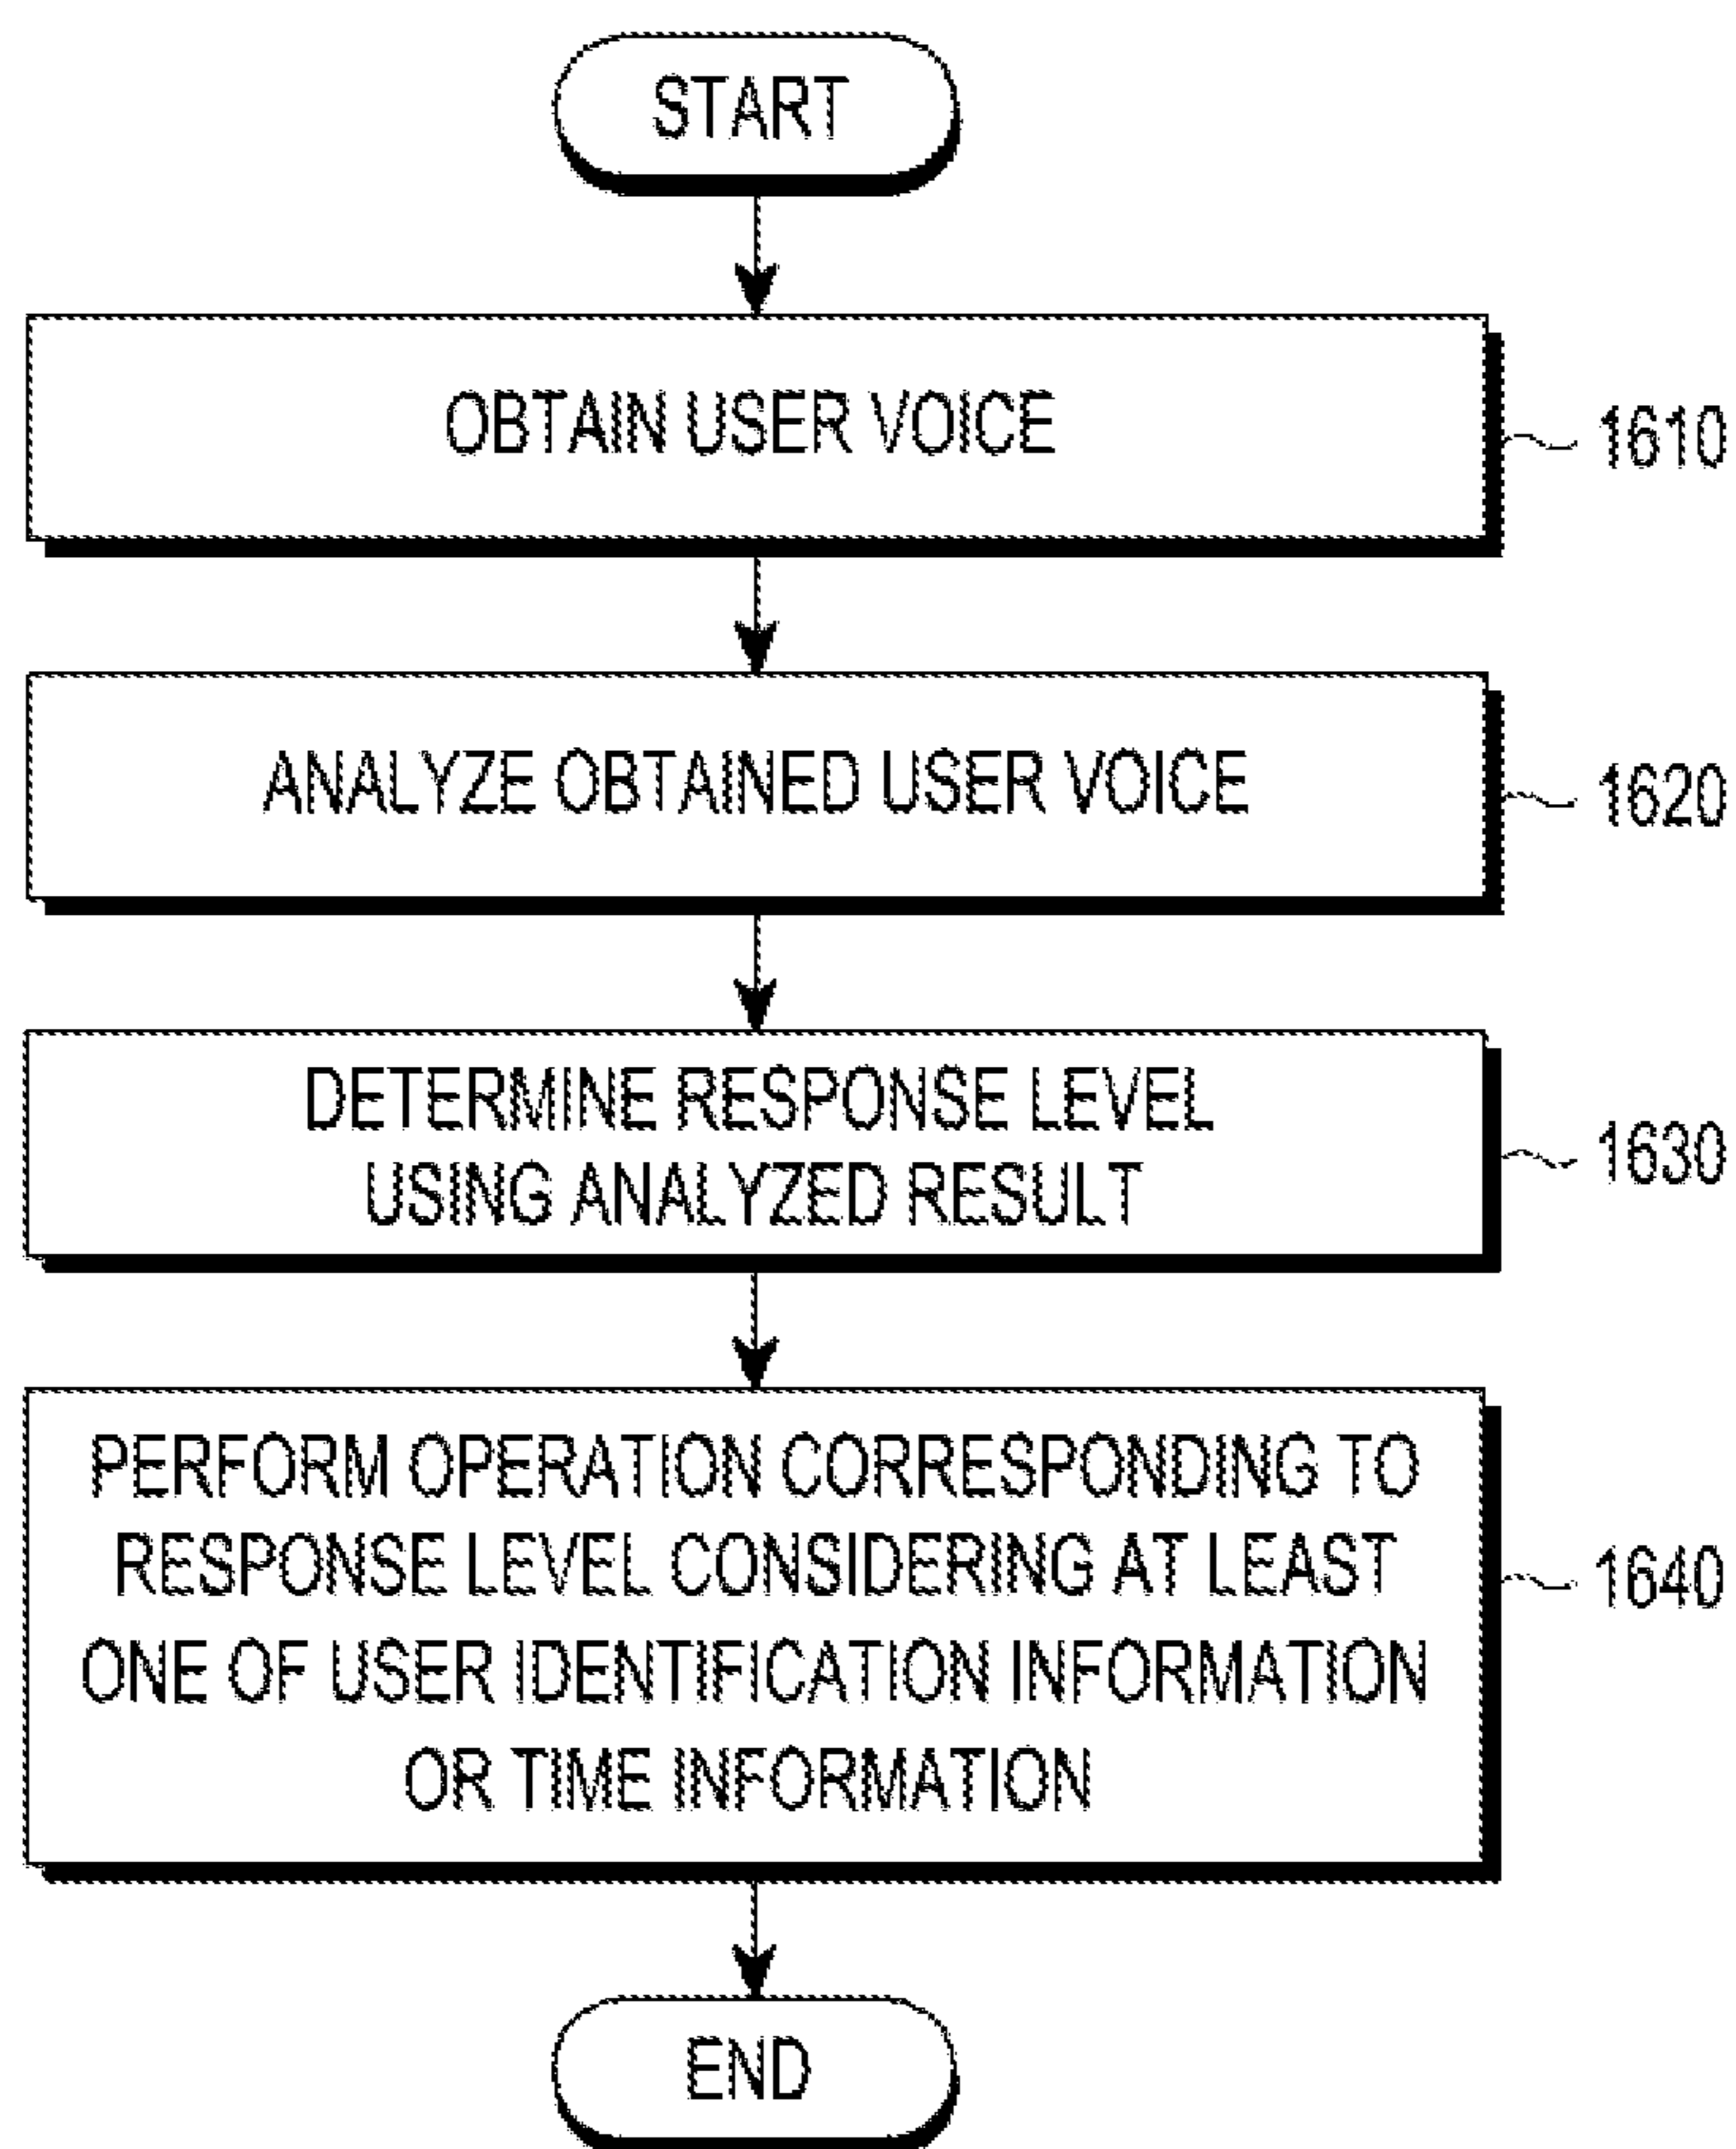 START
OBTAIN USER VOICE
1610
ANALYZE OBTAINED USER VOICE
1620
DETERMINE RESPONSE LEVEL
USING ANALYZED RESULT
1630
PERFORM OPERATION CORRESPONDING TO
RESPONSE LEVEL CONSIDERING AT LEAST
ONE OF USER IDENTIFICATION INFORMATION
OR TIME INFORMATION
1640
END